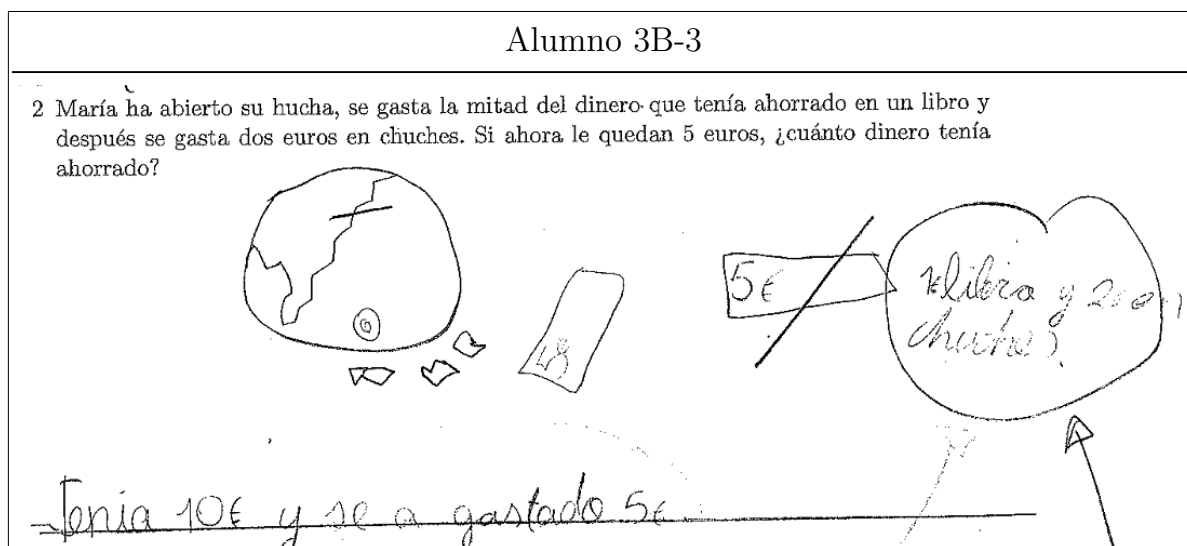 Alumno 3B-3
2 María ha abierto su hucha, se gasta la mitad del dinero que tenía ahorrado en un libro y
después se gasta dos euros en chuches. Si ahora le quedan 5 euros, ¿cuánto dinero tenía
ahorrado?
5€
libro y 2
chuches
Tenia 10€ y se a gastado 5€